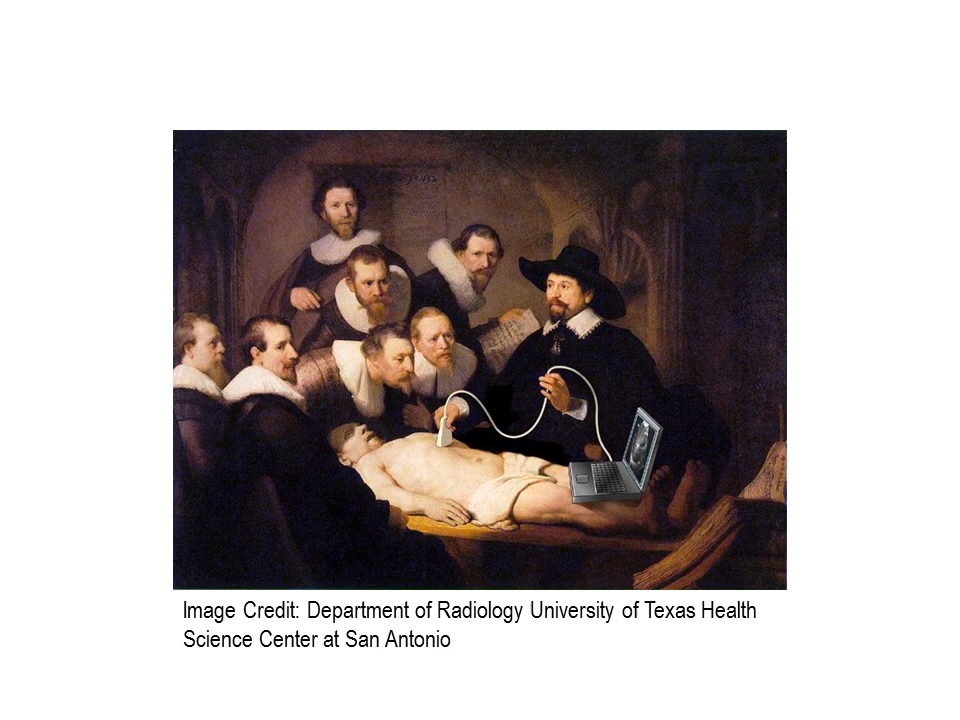 Image Credit: Department of Radiology University of Texas Health
Science Center at San Antonio